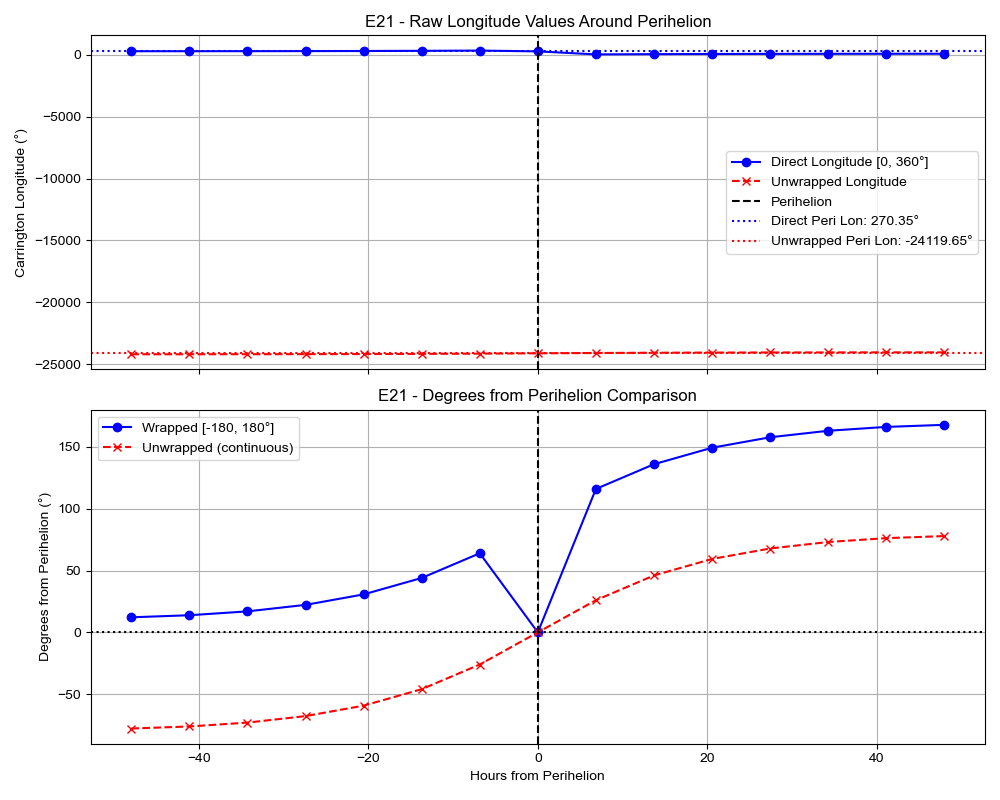 E21 - Raw Longitude Values Around Perihelion
Carrington Longitude (°)
0
−5000
−10000
−15000
−20000
−25000
Direct Longitude [0, 360°]
Unwrapped Longitude
Perihelion
Direct Peri Lon: 270.35°
Unwrapped Peri Lon: -24119.65°
E21 - Degrees from Perihelion Comparison
Degrees from Perihelion (°)
150
100
50
0
−50
Wrapped [-180, 180°]
Unwrapped (continuous)
−40
−20
0
20
40
Hours from Perihelion